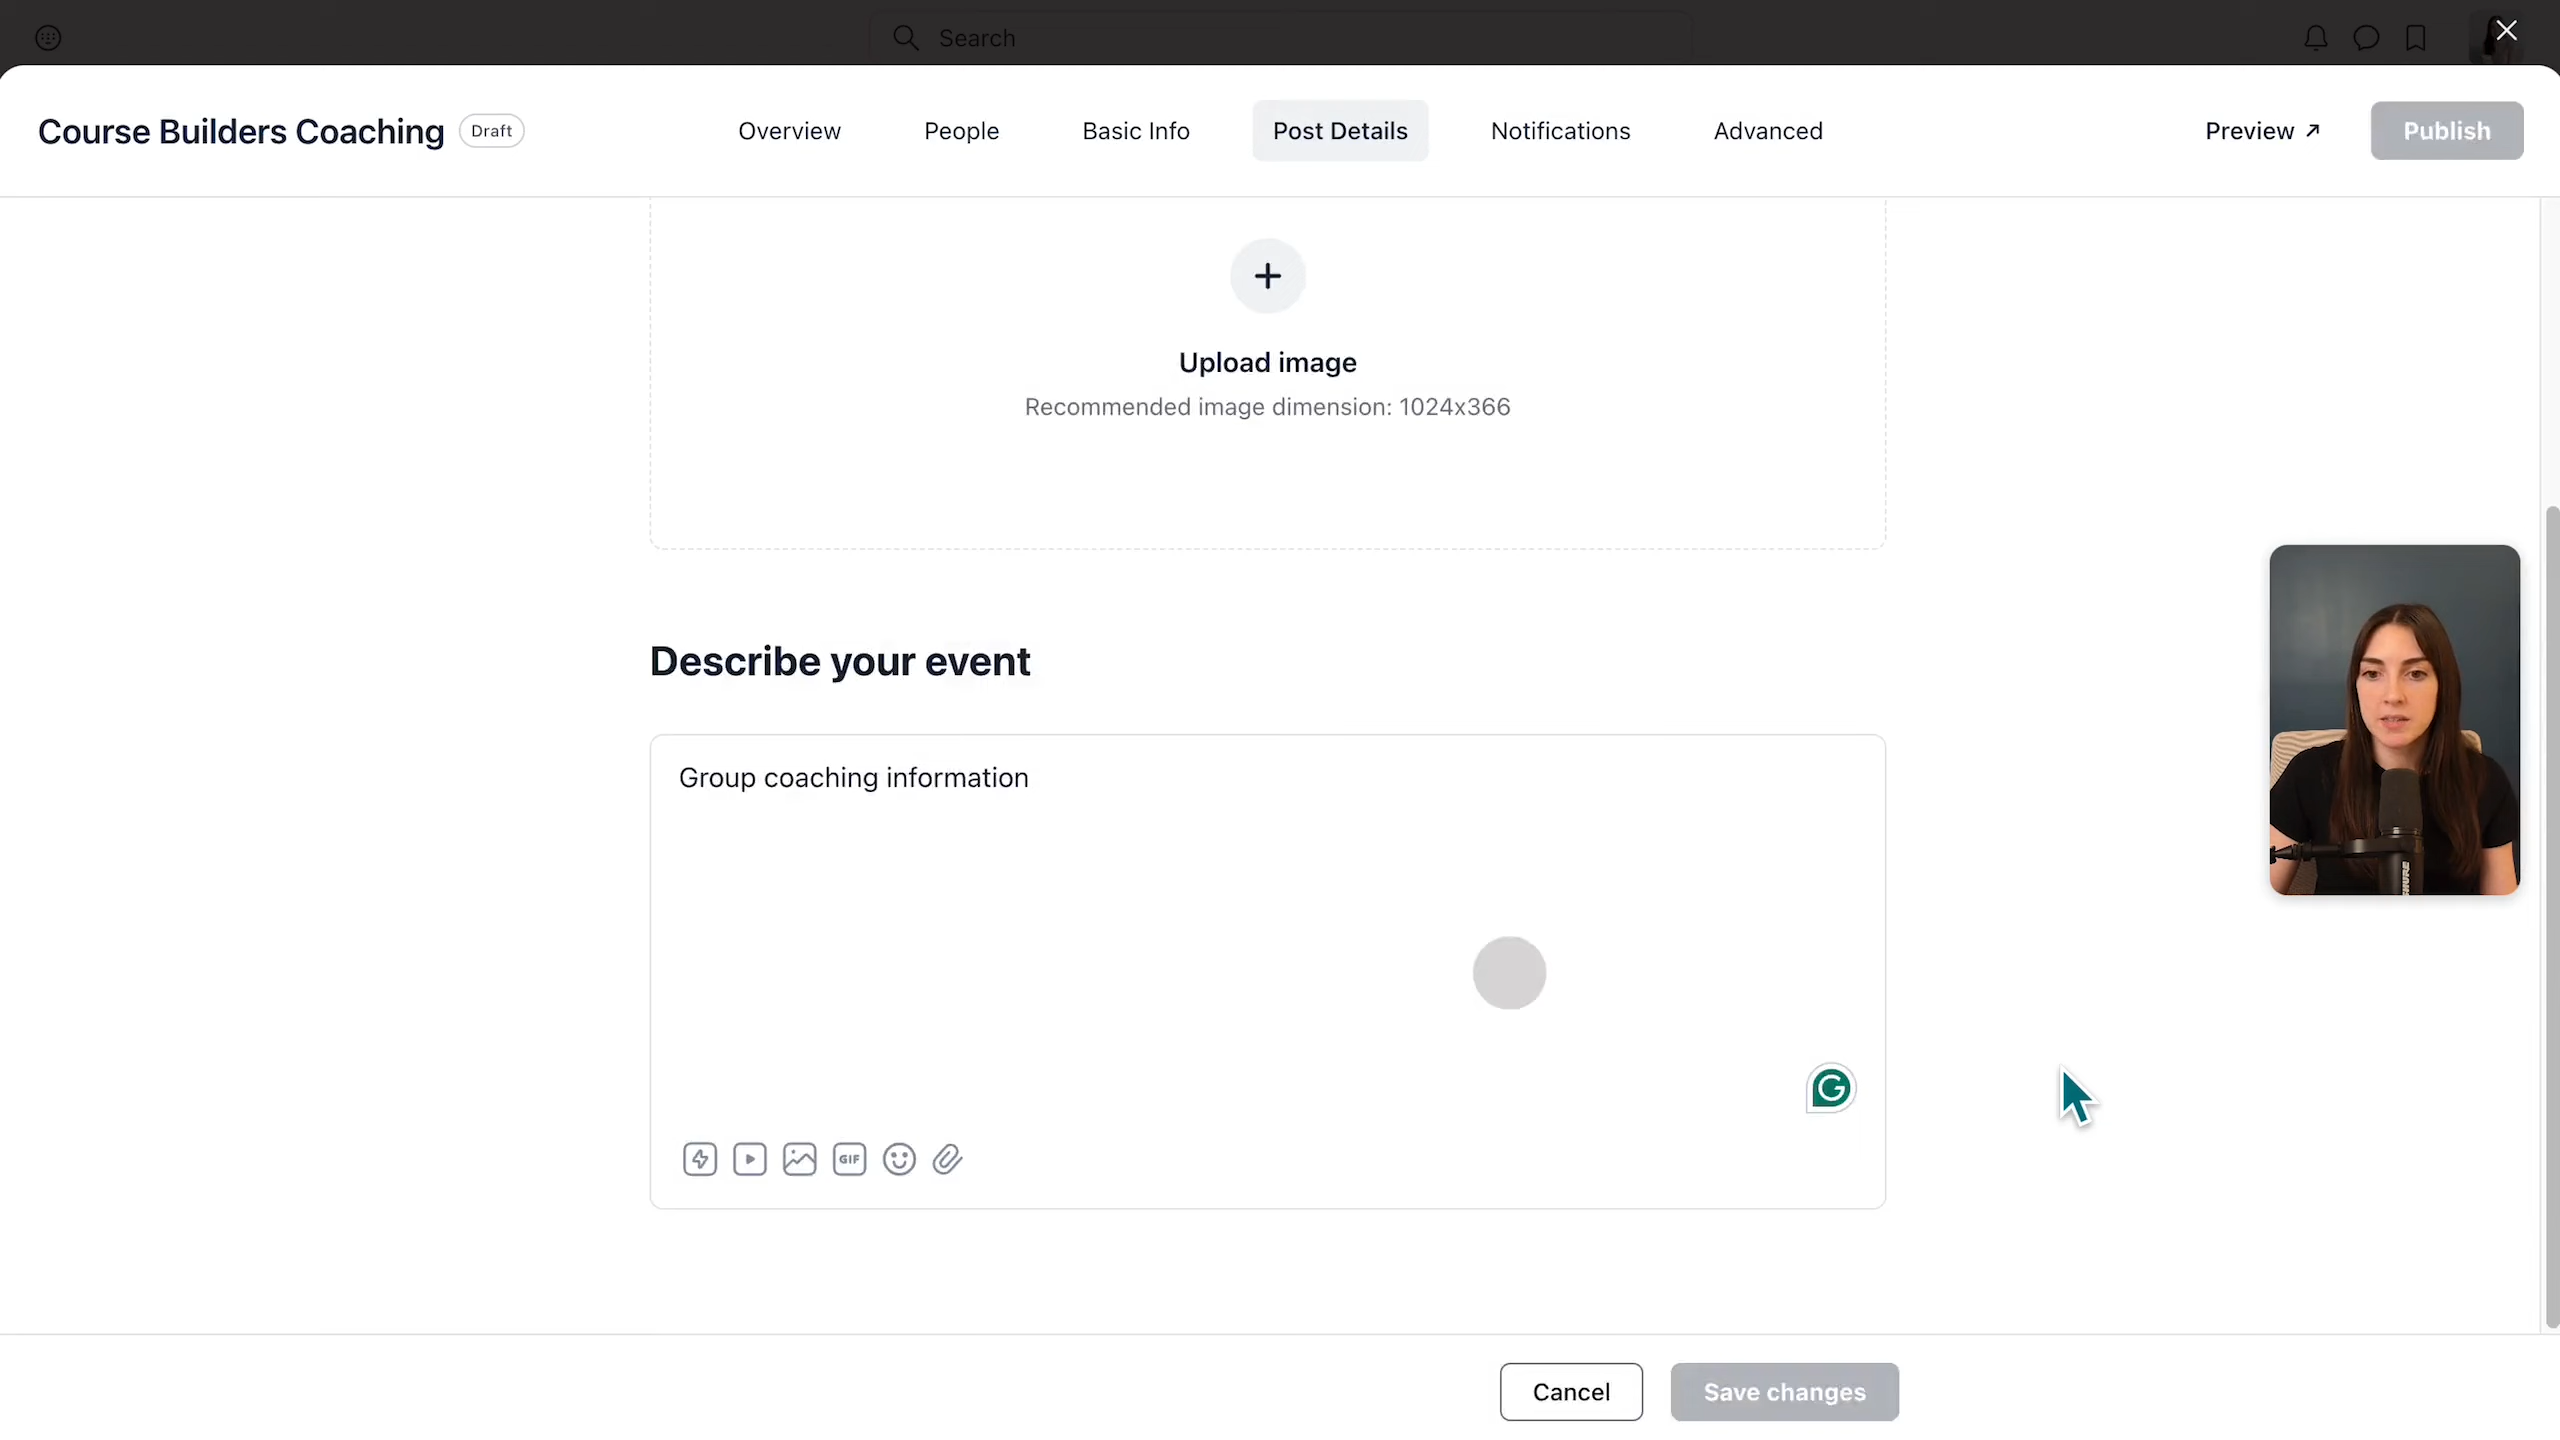 Search
Course Builders Coaching
Draft
Overview
People
Basic Info
Post Details
Notifications
Advanced
Preview
Publish
Upload image
Recommended image dimension: 1024x366
Describe your event
Group coaching information
GIF
SHURE
Cancel
Save changes